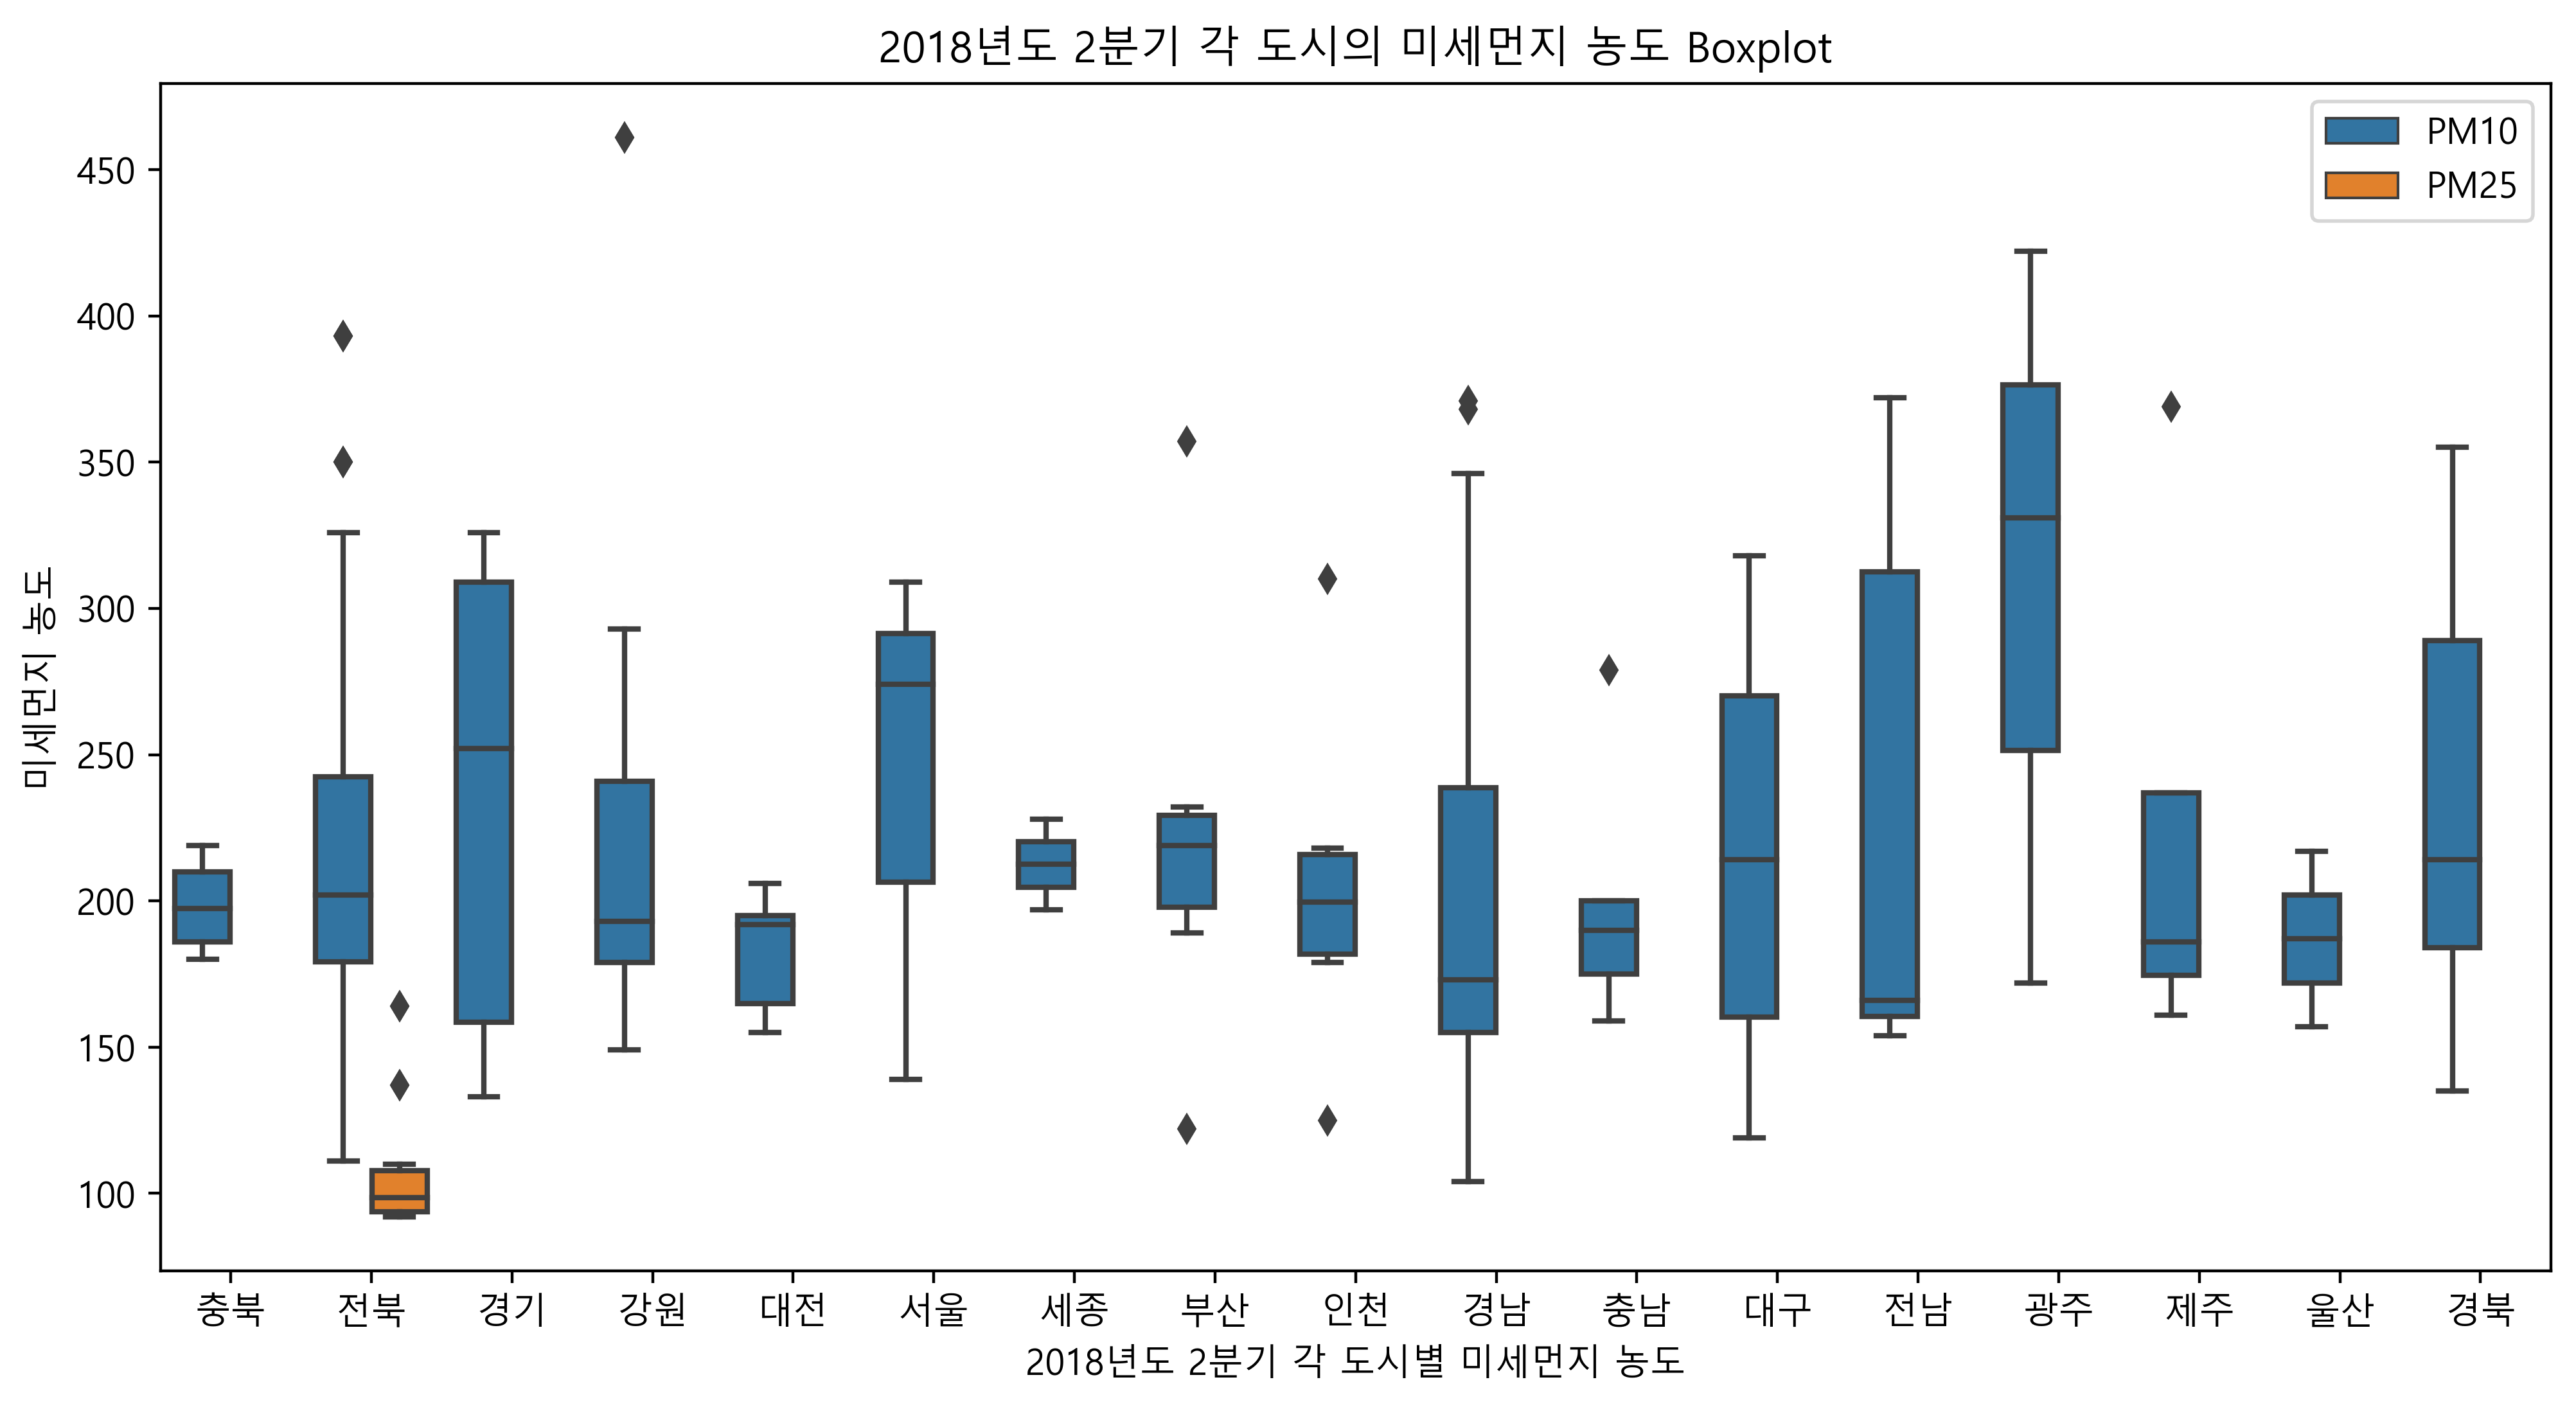 2018년도 2분기 각 도시의 미세먼지 농도 Boxplot
PM10
PM25
450
400
350
300
250
200
150
100
미세먼지 농도
충북 전북 경기 강원 대전 서울 세종 부산 인천 경남 충남 대구 전남 광주 제주 울산 경북
2018년도 2분기 각 도시별 미세먼지 농도